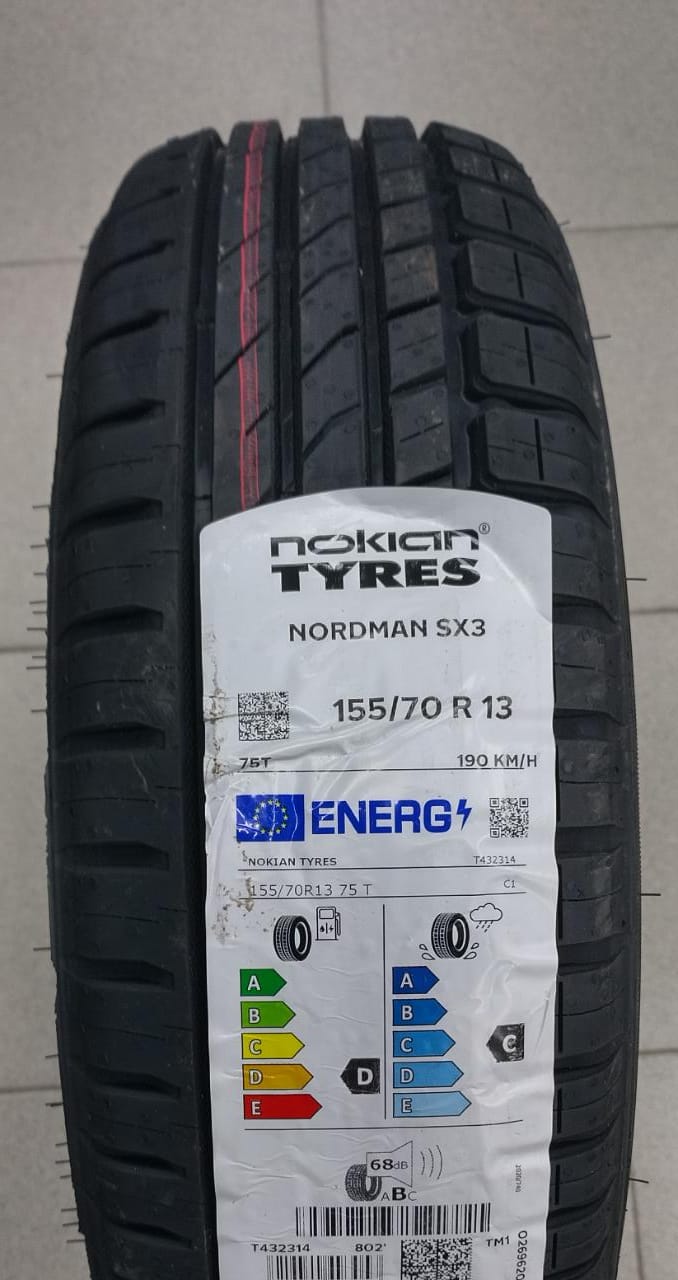 nokian®
TYRES
NORDMAN SX3
155/70 R 13
75T 190 KM/H
ENERG
NOKIAN TYRES T432314
155/70R13 75 T C1
A A
B B
C C C
D D D
E E
68dB
ABC
T432314 802 TM1